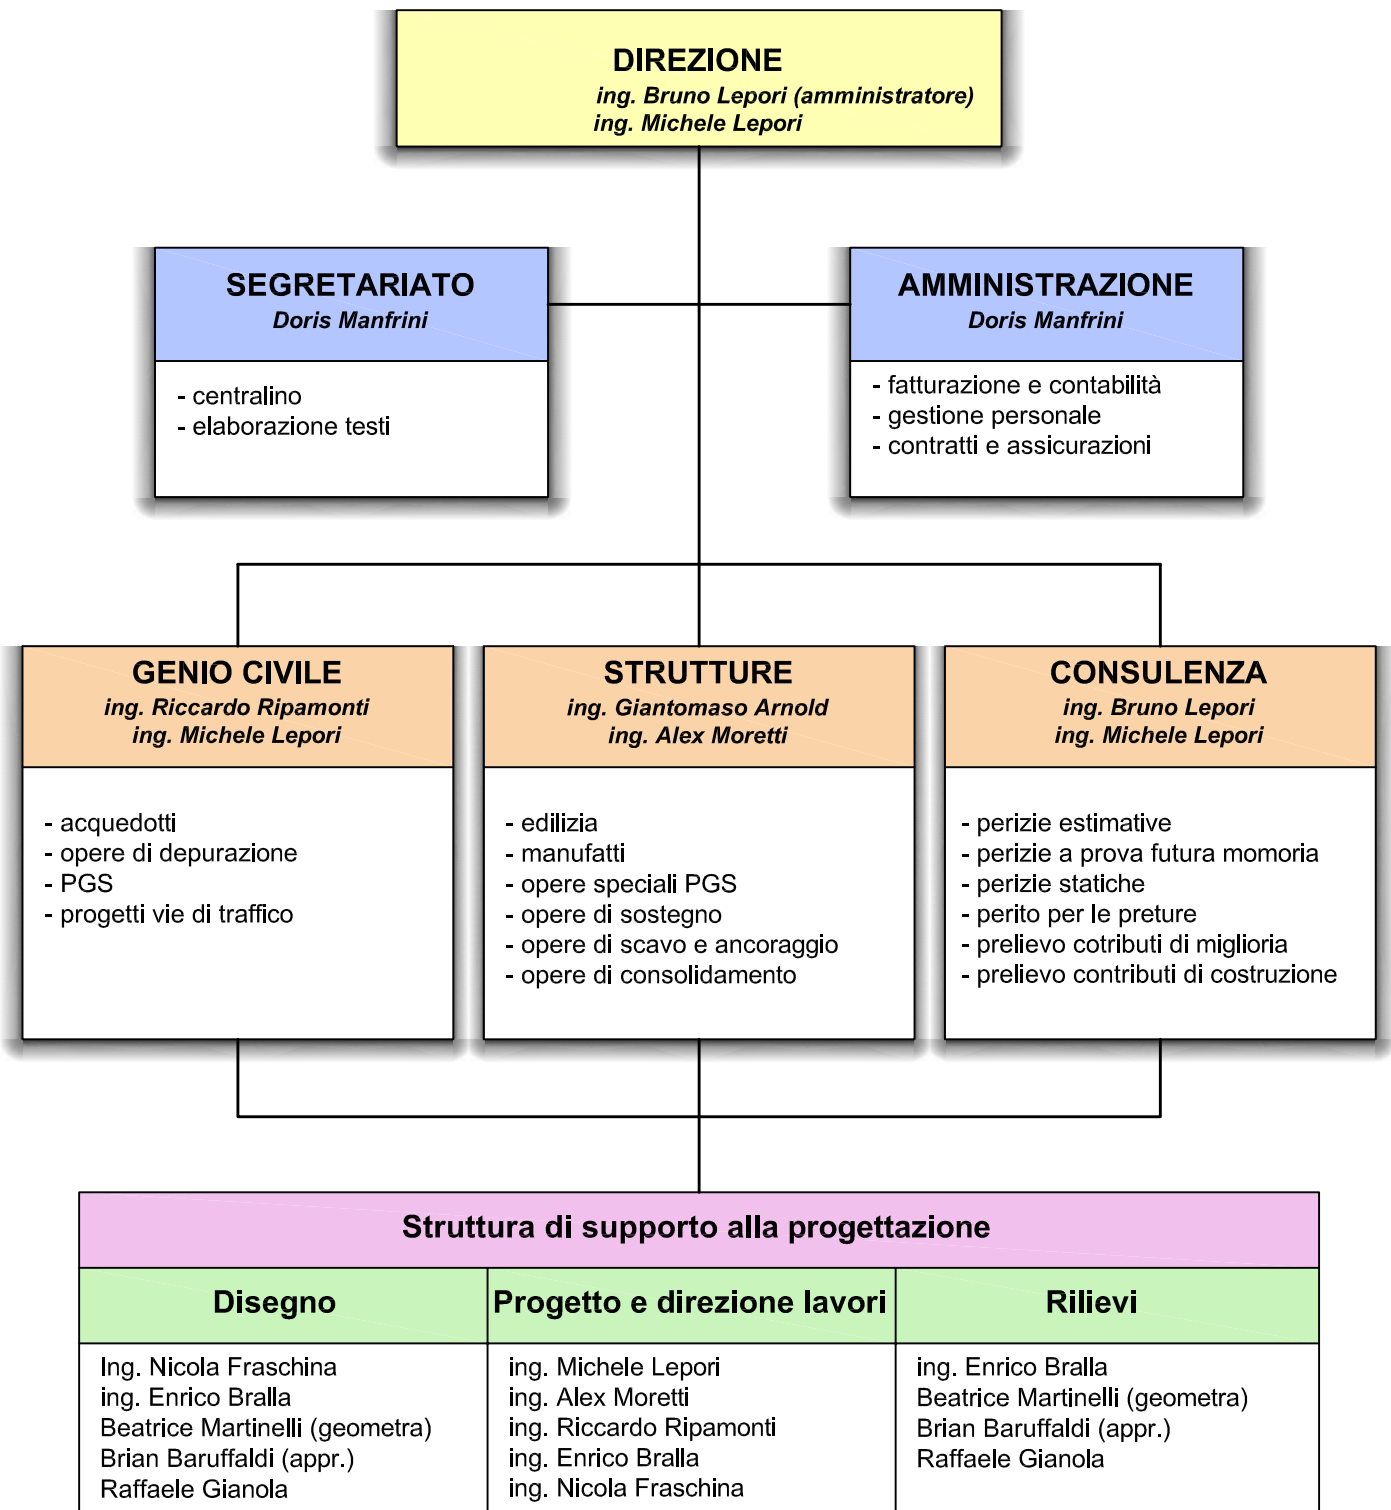 DIREZIONE
ing. Bruno Lepori (amministratore)
ing. Michele Lepori
SEGRETARIATO
Doris Manfrini
- centralino
- elaborazione testi
AMMINISTRAZIONE
Doris Manfrini
- fatturazione e contabilità
- gestione personale
- contratti e assicurazioni
GENIO CIVILE
ing. Riccardo Ripamonti
ing. Michele Lepori
- acquedotti
- opere di depurazione
- PGS
- progetti vie di traffico
STRUTTURE
ing. Giantomaso Arnold
ing. Alex Moretti
- edilizia
- manufatti
- opere speciali PGS
- opere di sostegno
- opere di scavo e ancoraggio
- opere di consolidamento
CONSULENZA
ing. Bruno Lepori
ing. Michele Lepori
- perizie estimative
- perizie a prova futura momoria
- perizie statiche
- perito per le preture
- prelievo cotributi di miglioria
- prelievo contributi di costruzione
Struttura di supporto alla progettazione
Disegno
Ing. Nicola Fraschina
ing. Enrico Bralla
Beatrice Martinelli (geometra)
Brian Baruffaldi (appr.)
Raffaele Gianola
Progetto e direzione lavori
ing. Michele Lepori
ing. Alex Moretti
ing. Riccardo Ripamonti
ing. Enrico Bralla
ing. Nicola Fraschina
Rilievi
ing. Enrico Bralla
Beatrice Martinelli (geometra)
Brian Baruffaldi (appr.)
Raffaele Gianola